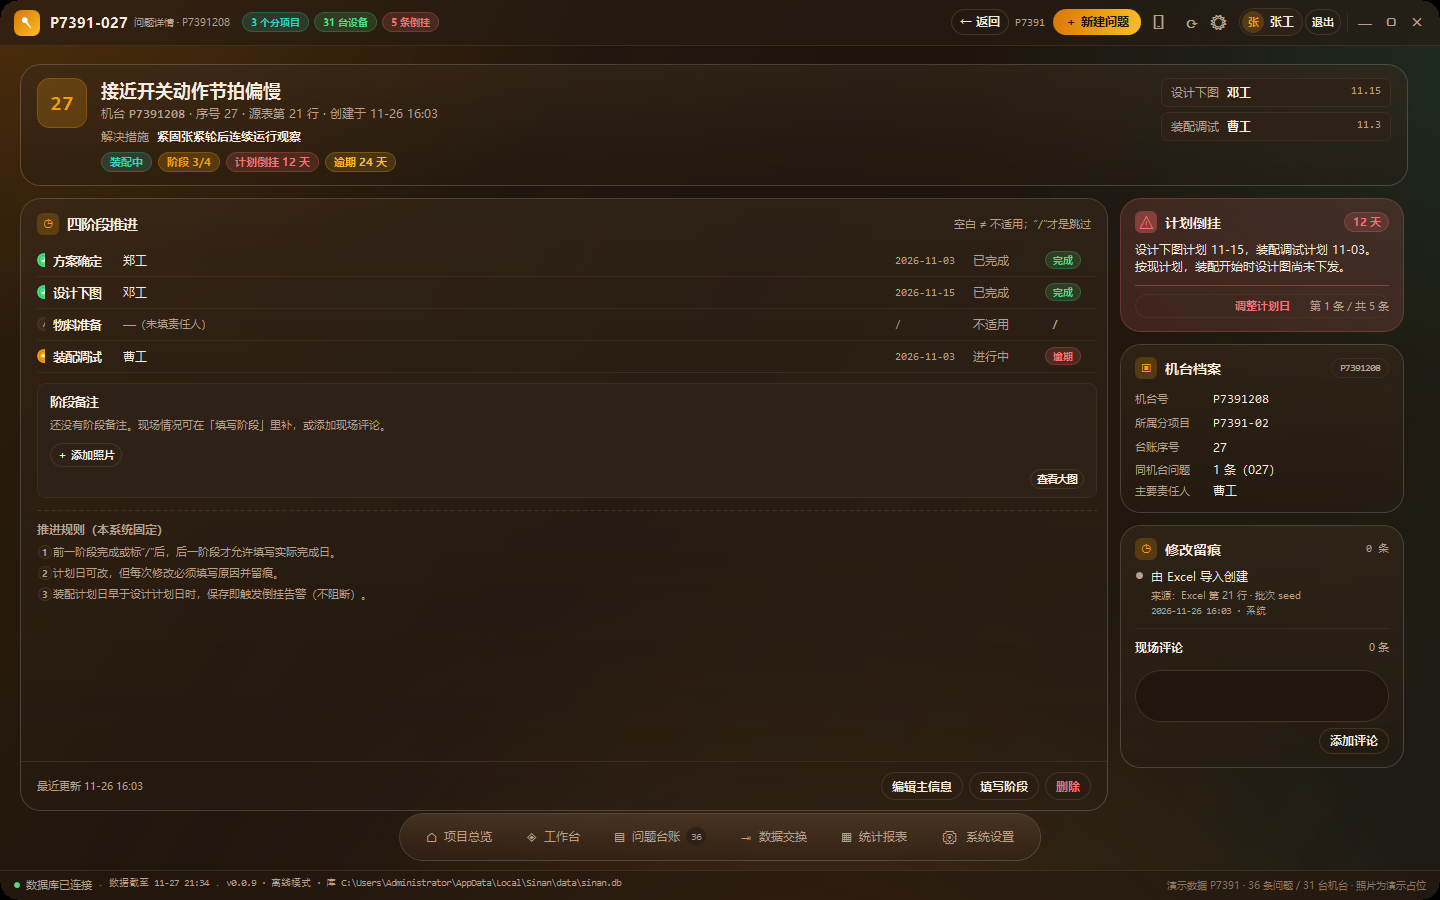 P7391-027 问题详情 · P7391208 3 个分项目 31 台设备 5 条倒挂 ← 返回 P7391 + 新建问题 张 张工 退出
27 接近开关动作节拍偏慢
机台 P7391208 · 序号 27 · 源表第 21 行 · 创建于 11-26 16:03
解决措施 紧固张紧轮后连续运行观察
装配中 阶段 3/4 计划倒挂 12 天 逾期 24 天
设计下图 邓工 11.15
装配调试 曹工 11.3
四阶段推进 空白 ≠ 不适用；“/”才是跳过
方案确定 郑工 2026-11-03 已完成 完成
设计下图 邓工 2026-11-15 已完成 完成
物料准备 —（未填责任人） / 不适用 /
装配调试 曹工 2026-11-03 进行中 逾期
阶段备注
还没有阶段备注。现场情况可在「填写阶段」里补，或添加现场评论。
+ 添加照片
查看大图
推进规则（本系统固定）
1 前一阶段完成或标“/”后，后一阶段才允许填写实际完成日。
2 计划日可改，但每次修改必须填写原因并留痕。
3 装配计划日早于设计计划日时，保存即触发倒挂告警（不阻断）。
最近更新 11-26 16:03 编辑主信息 填写阶段 删除
计划倒挂 12 天
设计下图计划 11-15，装配调试计划 11-03。
按现计划，装配开始时设计图尚未下发。
调整计划日 第 1 条 / 共 5 条
机台档案 P7391208
机台号 P7391208
所属分项目 P7391-02
台账序号 27
同机台问题 1 条（027）
主要责任人 曹工
修改留痕 0 条
由 Excel 导入创建
来源：Excel 第 21 行 · 批次 seed
2026-11-26 16:03 · 系统
现场评论 0 条
添加评论
项目总览 工作台 问题台账 36 数据交换 统计报表 系统设置
数据库已连接 · 数据截至 11-27 21:34 · v0.0.9 · 离线模式 · 库 C:\Users\Administrator\AppData\Local\Sinan\data\sinan.db
演示数据 P7391 · 36 条问题 / 31 台机台 · 照片为演示占位